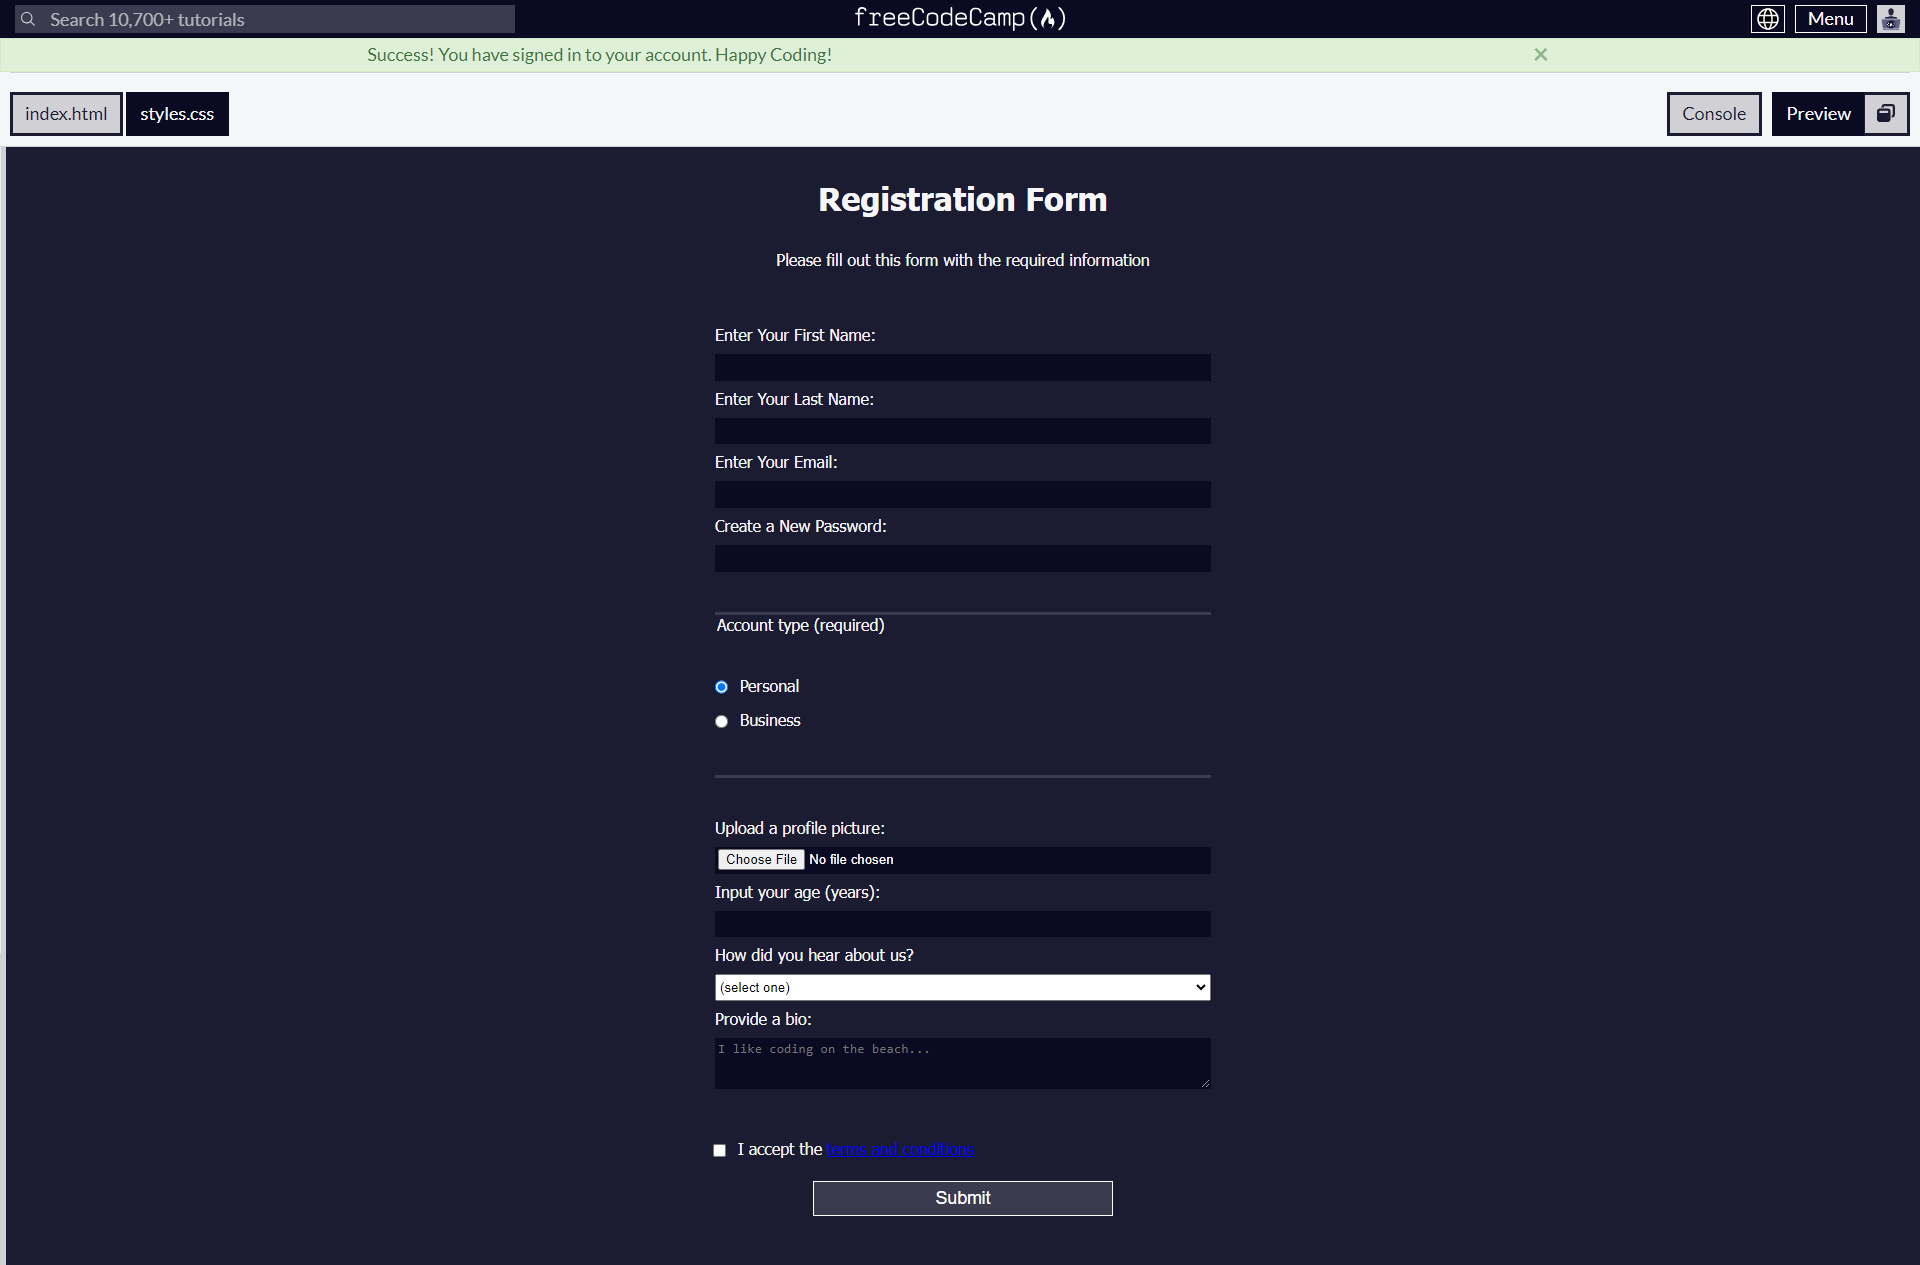 Search 10,700+ tutorials
freeCodeCamp
Menu
Success! You have signed in to your account. Happy Coding!
index.html
styles.css
Console
Preview
Registration Form
Please fill out this form with the required information
Enter Your First Name:
Enter Your Last Name:
Enter Your Email:
Create a New Password:
Account type (required)
Personal
Business
Upload a profile picture:
Choose File No file chosen
Input your age (years):
How did you hear about us?
(select one)
Provide a bio:
I like coding on the beach...
I accept the terms and conditions
Submit